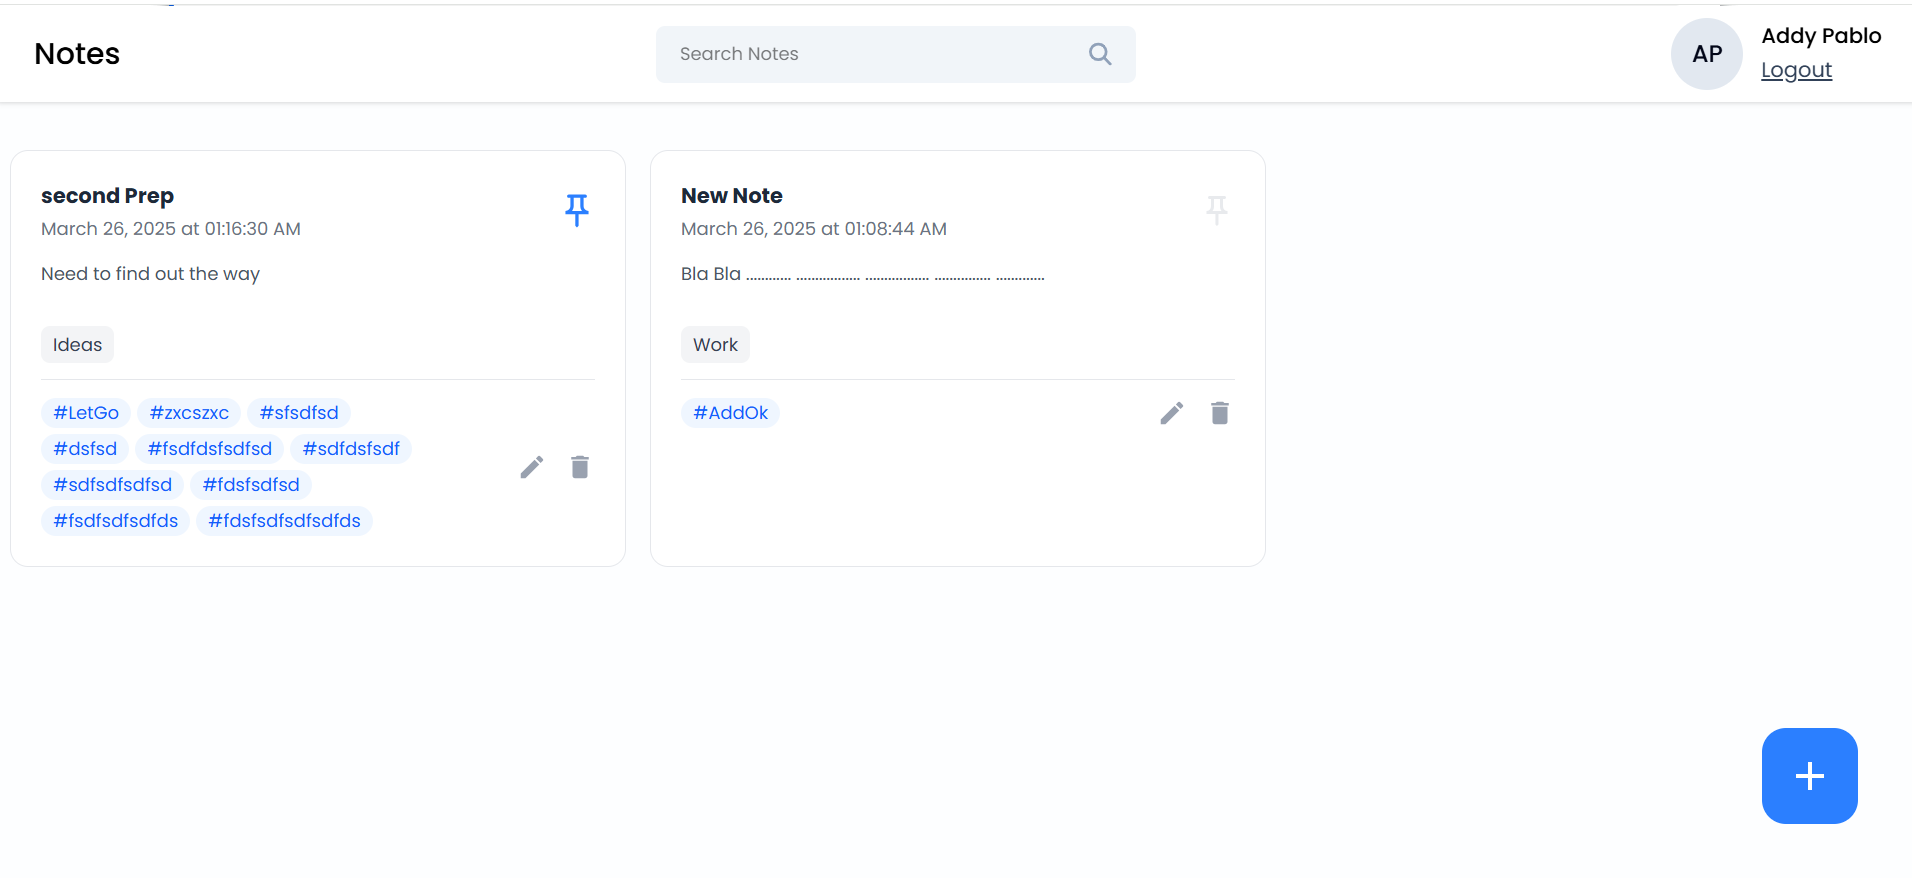 Notes
Search Notes
AP
Addy Pablo
Logout
second Prep
March 26, 2025 at 01:16:30 AM
Need to find out the way
Ideas
#LetGo #zxcszxc #sfsdfsd
#dsfsd #fsdfdsfsdfsd #sdfdsfsdf
#sdfsdfsdfsd #fdsfsdfsd
#fsdfsdfsdfds #fdsfsdfsdfsdfds
New Note
March 26, 2025 at 01:08:44 AM
Bla Bla ............ ................. ................. ............... .............
Work
#AddOk
+